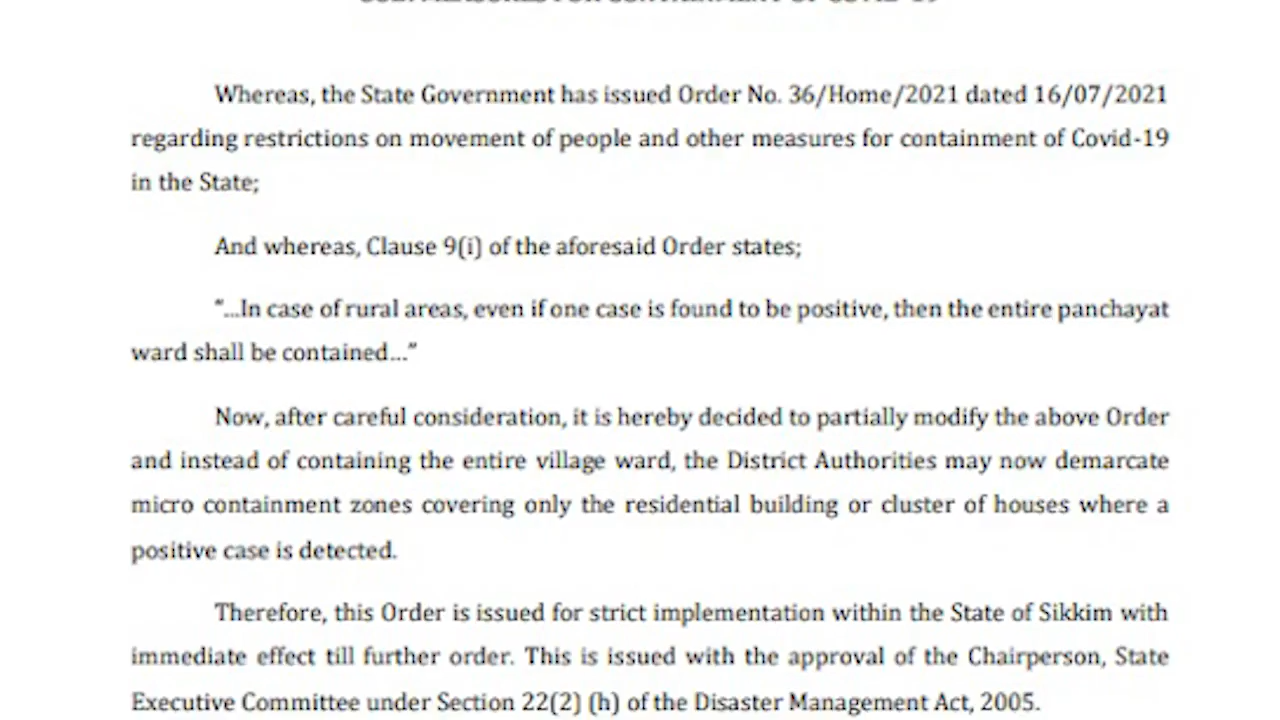 Whereas, the State Government has issued Order No. 36/Home/2021 dated 16/07/2021
regarding restrictions on movement of people and other measures for containment of Covid-19
in the State;
And whereas, Clause 9(i) of the aforesaid Order states;
"...In case of rural areas, even if one case is found to be positive, then the entire panchayat
ward shall be contained..."
Now, after careful consideration, it is hereby decided to partially modify the above Order
and instead of containing the entire village ward, the District Authorities may now demarcate
micro containment zones covering only the residential building or cluster of houses where a
positive case is detected.
Therefore, this Order is issued for strict implementation within the State of Sikkim with
immediate effect till further order. This is issued with the approval of the Chairperson, State
Executive Committee under Section 22(2) (h) of the Disaster Management Act, 2005.